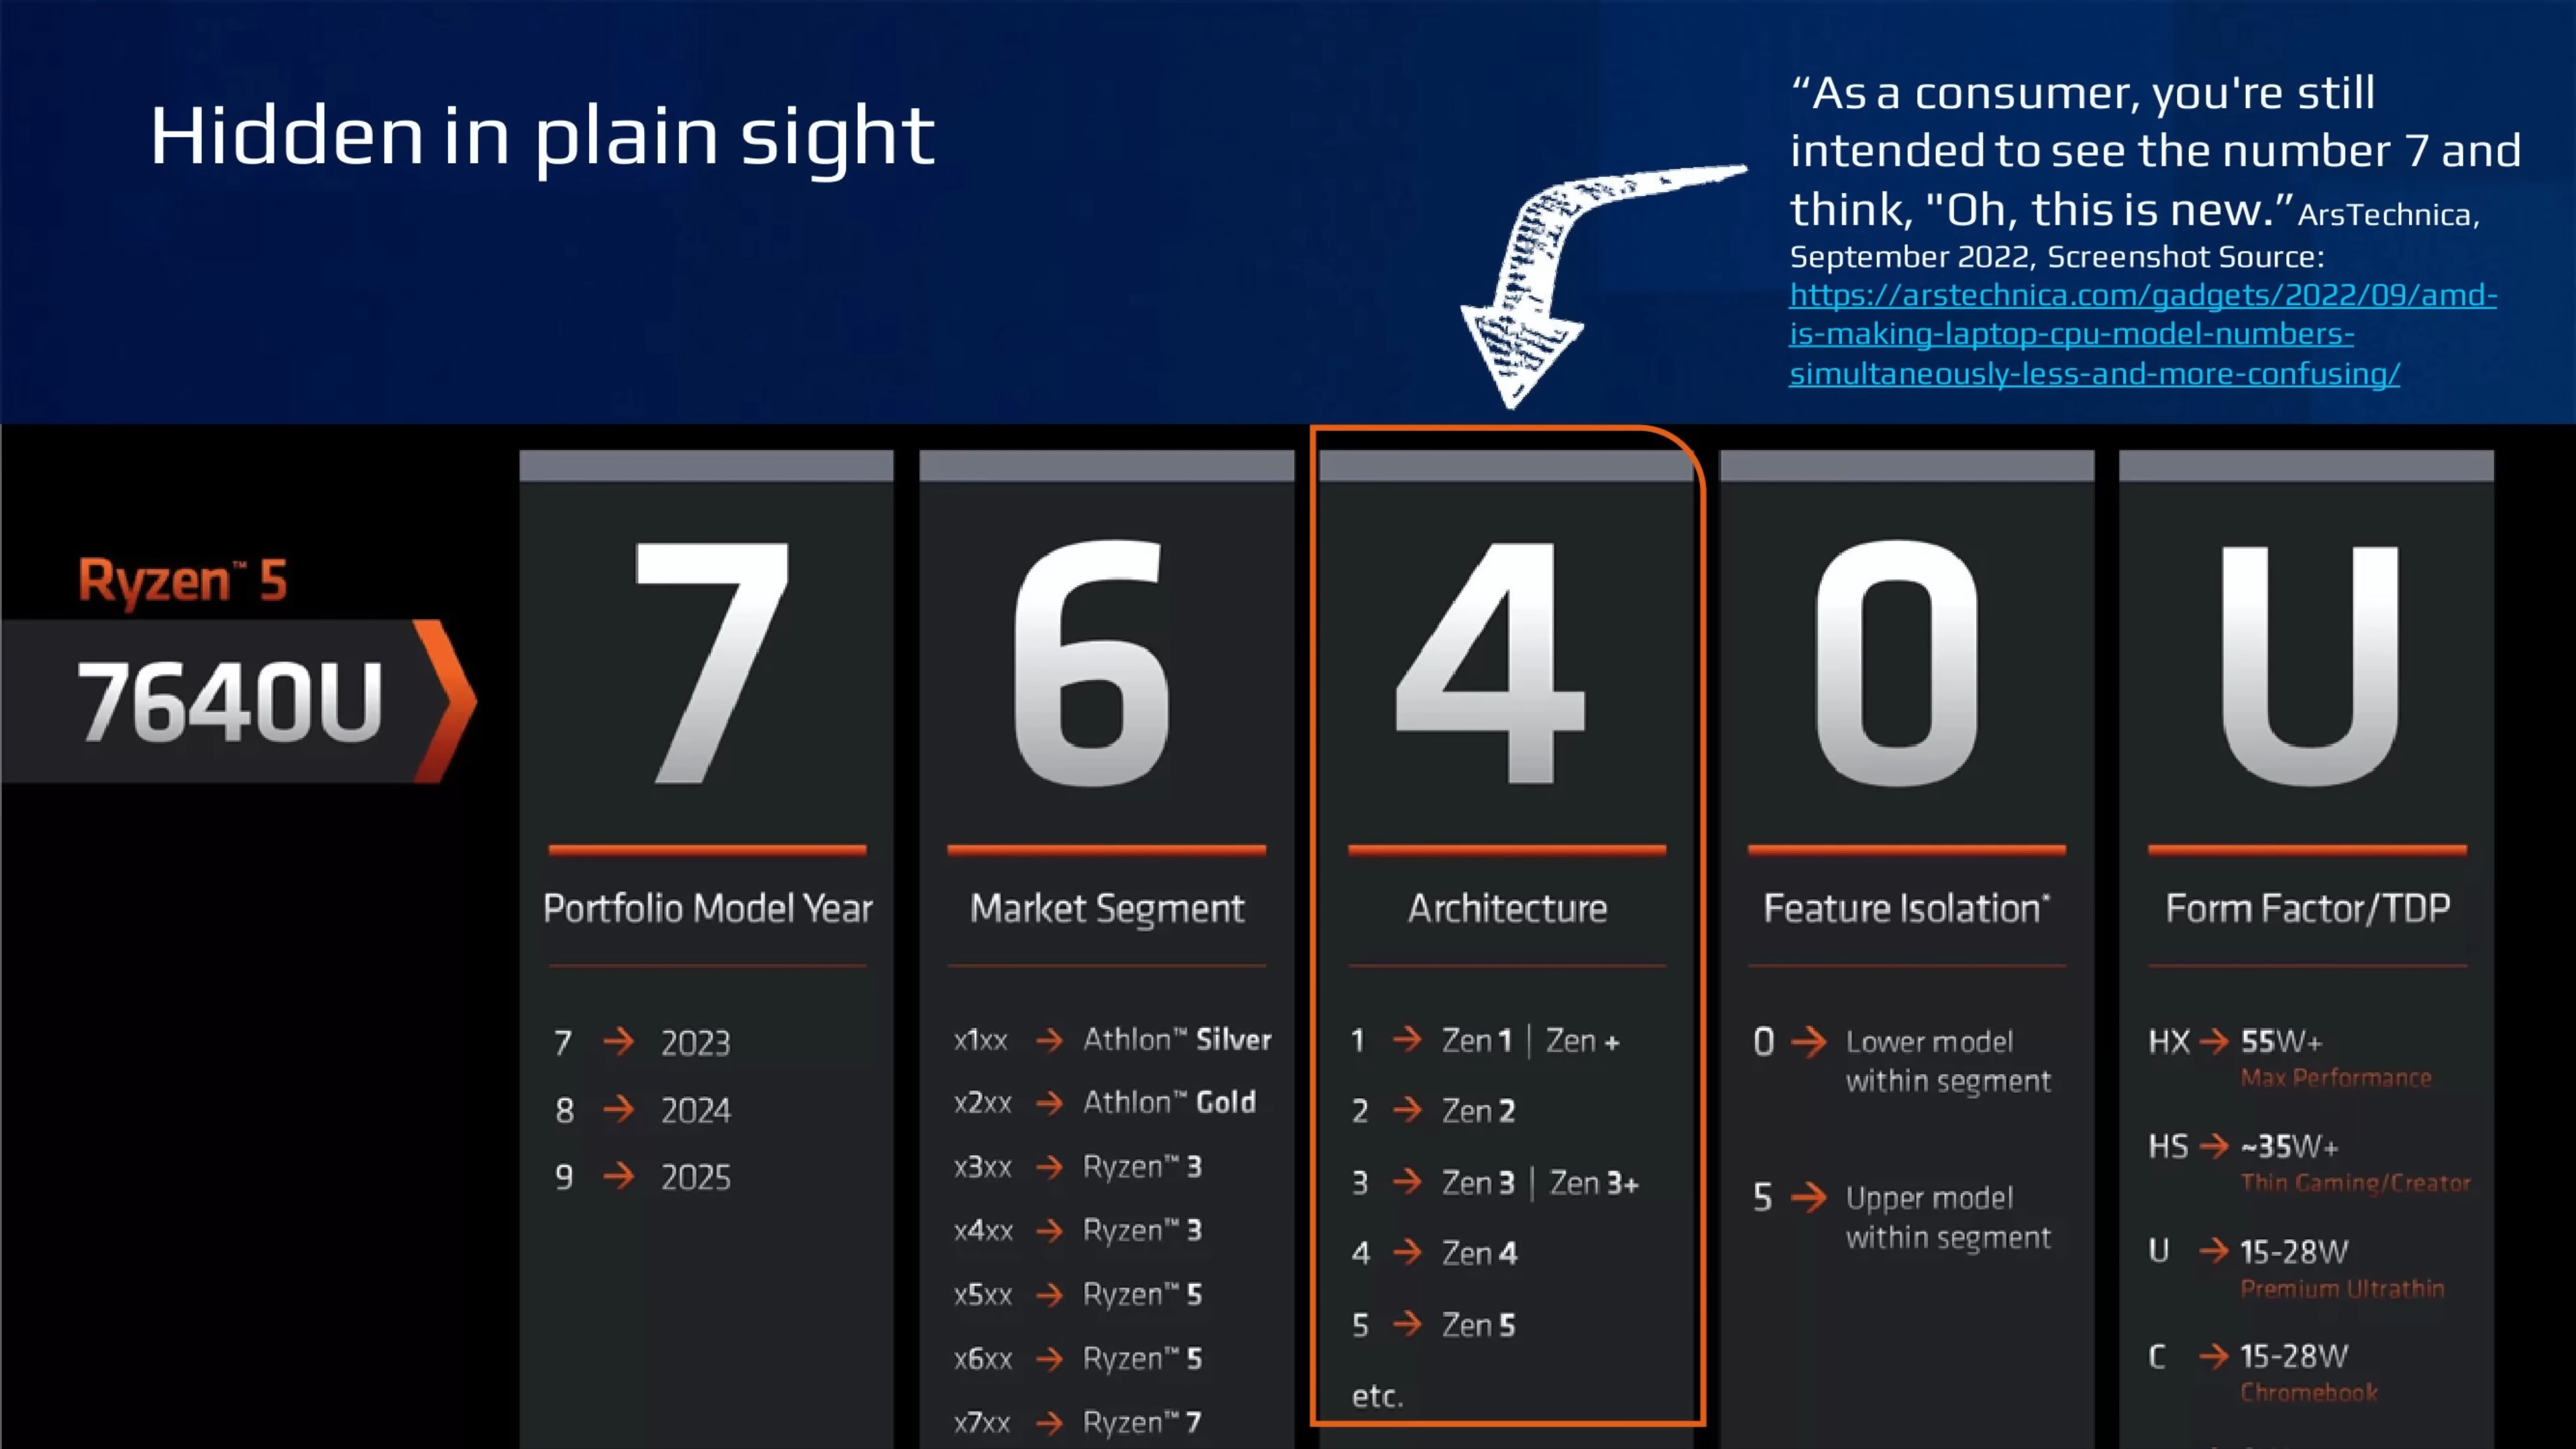 Hidden in plain sight
“As a consumer, you're still
intended to see the number 7 and
think, "Oh, this is new.” ArsTechnica,
September 2022, Screenshot Source:
https://arstechnica.com/gadgets/2022/09/amd-
is-making-laptop-cpu-model-numbers-
simultaneously-less-and-more-confusing/
Ryzen™ 5
7640U
7
Portfolio Model Year
7 → 2023
8 → 2024
9 → 2025
6
Market Segment
x1xx → Athlon™ Silver
x2xx → Athlon™ Gold
x3xx → Ryzen™ 3
x4xx → Ryzen™ 3
x5xx → Ryzen™ 5
x6xx → Ryzen™ 5
x7xx → Ryzen™ 7
4
Architecture
1 → Zen 1 | Zen +
2 → Zen 2
3 → Zen 3 | Zen 3+
4 → Zen 4
5 → Zen 5
etc.
0
Feature Isolation*
0 → Lower model
within segment
5 → Upper model
within segment
U
Form Factor/TDP
HX → 55W+
Max Performance
HS → ~35W+
Thin Gaming/Creator
U → 15-28W
Premium Ultrathin
C → 15-28W
Chromebook